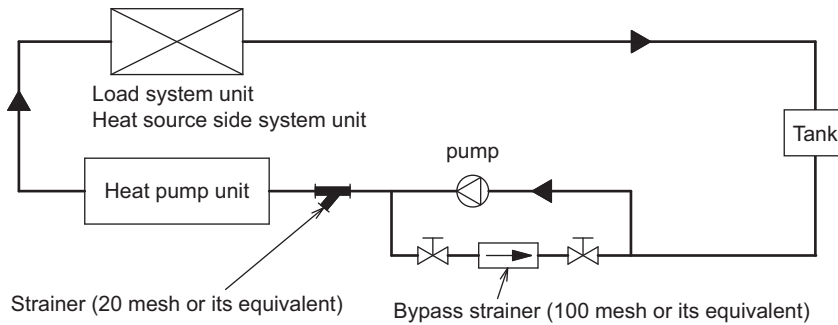 Load system unit
Heat source side system unit
Tank
pump
Heat pump unit
Strainer (20 mesh or its equivalent)
Bypass strainer (100 mesh or its equivalent)